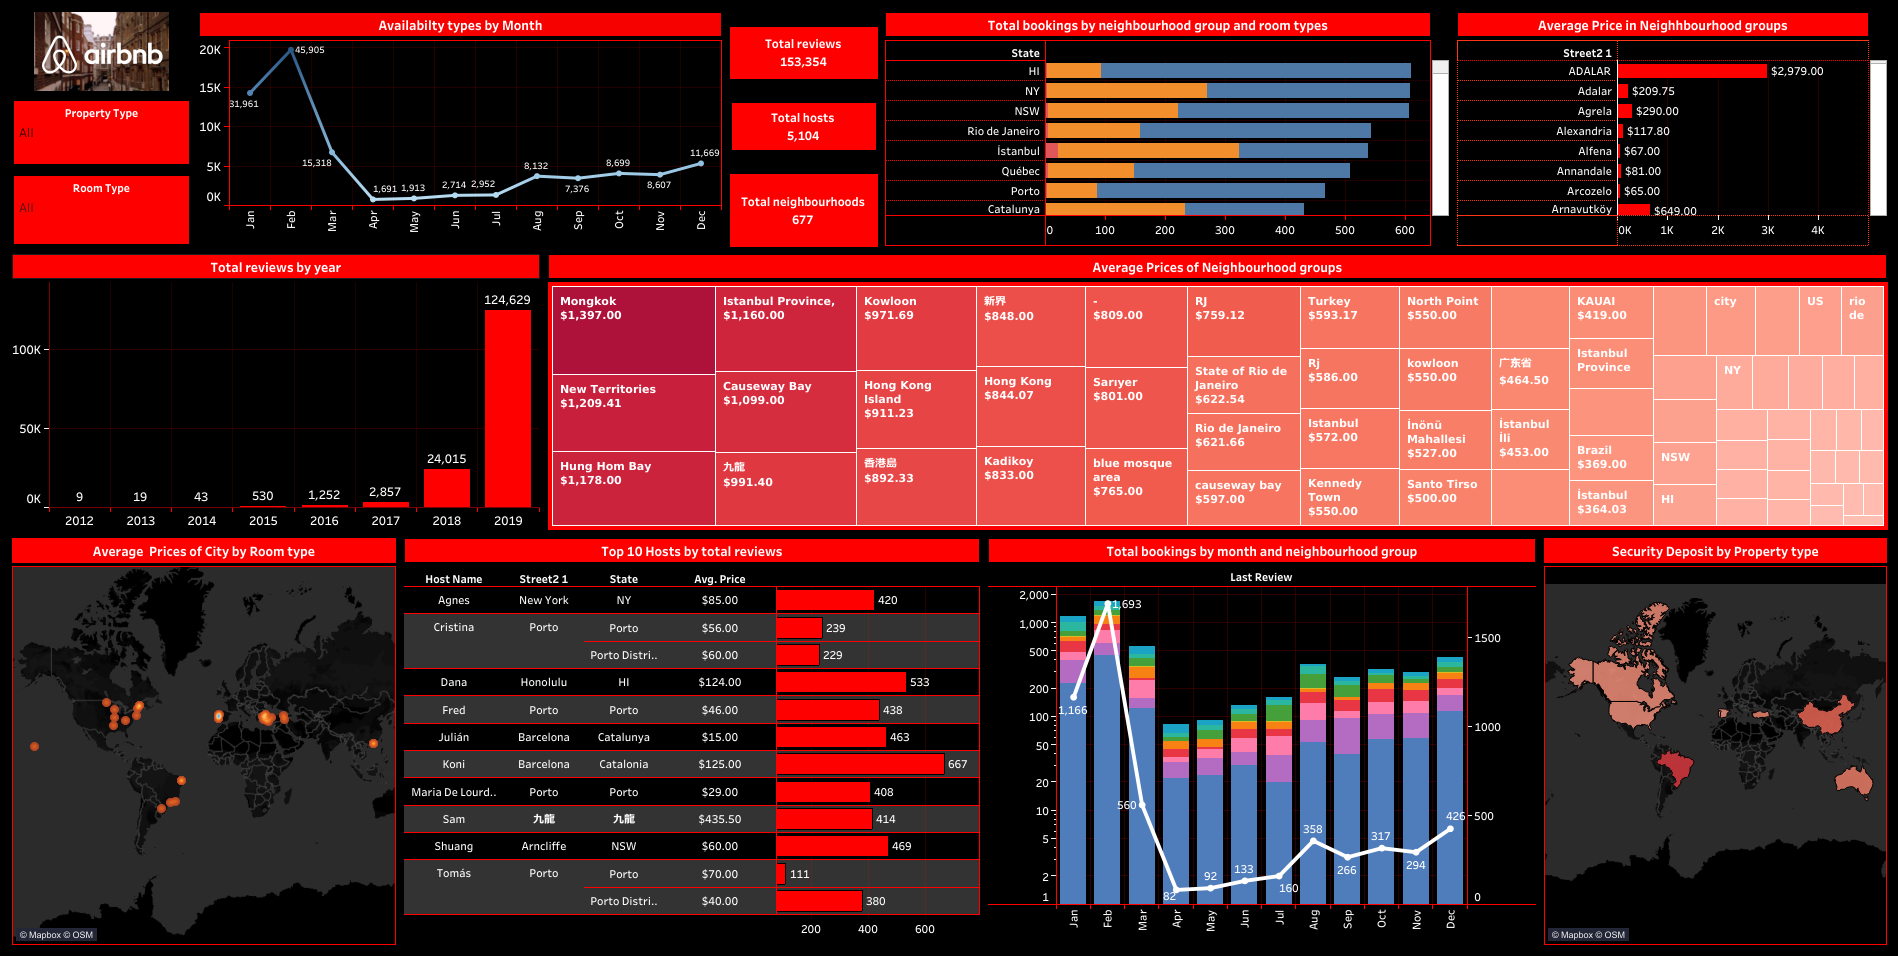 airbnb
Property Type
All
Room Type
All
Availabilty types by Month
20K
15K
10K
5K
0K
45,905
31,961
15,318
1,691
1,913
2,714
2,952
8,132
7,376
8,699
8,607
11,669
Jan
Feb
Mar
Apr
May
Jun
Jul
Aug
Sep
Oct
Nov
Dec
Total reviews
153,354
Total hosts
5,104
Total neighbourhoods
677
Total bookings by neighbourhood group and room types
State
HI
NY
NSW
Rio de Janeiro
İstanbul
Québec
Porto
Catalunya
0
100
200
300
400
500
600
Average Price in Neighhbourhood groups
Street2 1
ADALAR $2,979.00
Adalar $209.75
Agrela $290.00
Alexandria $117.80
Alfena $67.00
Annandale $81.00
Arcozelo $65.00
Arnavutköy $649.00
0K
1K
2K
3K
4K
Total reviews by year
100K
50K
0K
9
19
43
530
1,252
2,857
24,015
124,629
2012
2013
2014
2015
2016
2017
2018
2019
Average Prices of Neighbourhood groups
Mongkok
$1,397.00
New Territories
$1,209.41
Hung Hom Bay
$1,178.00
Istanbul Province,
$1,160.00
Causeway Bay
$1,099.00
九龍
$991.40
Kowloon
$971.69
Hong Kong
Island
$911.23
香港島
$892.33
新界
$848.00
Hong Kong
$844.07
Kadikoy
$833.00
-
$809.00
Sarıyer
$801.00
blue mosque
area
$765.00
RJ
$759.12
State of Rio de
Janeiro
$622.54
Rio de Janeiro
$621.66
causeway bay
$597.00
Turkey
$593.17
Rj
$586.00
Istanbul
$572.00
Kennedy
Town
$550.00
North Point
$550.00
kowloon
$550.00
İnönü
Mahallesi
$527.00
Santo Tirso
$500.00
广东省
$464.50
İstanbul
İli
$453.00
KAUAI
$419.00
Istanbul
Province
Brazil
$369.00
İstanbul
$364.03
NSW
HI
city
NY
US
rio
de
Average  Prices of City by Room type
© Mapbox © OSM
Top 10 Hosts by total reviews
Host Name Street2 1 State Avg. Price
Agnes New York NY $85.00 420
Cristina Porto Porto $56.00 239
Porto Distri.. $60.00 229
Dana Honolulu HI $124.00 533
Fred Porto Porto $46.00 438
Julián Barcelona Catalunya $15.00 463
Koni Barcelona Catalonia $125.00 667
Maria De Lourd.. Porto Porto $29.00 408
Sam 九龍 九龍 $435.50 414
Shuang Arncliffe NSW $60.00 469
Tomás Porto Porto $70.00 111
Porto Distri.. $40.00 380
200
400
600
Total bookings by month and neighbourhood group
Last Review
2,000
1,000
500
200
100
50
20
10
5
2
1
1,166
1,693
560
82
92
133
160
358
266
317
294
426
1500
1000
500
0
Jan
Feb
Mar
Apr
May
Jun
Jul
Aug
Sep
Oct
Nov
Dec
Security Deposit by Property type
© Mapbox © OSM